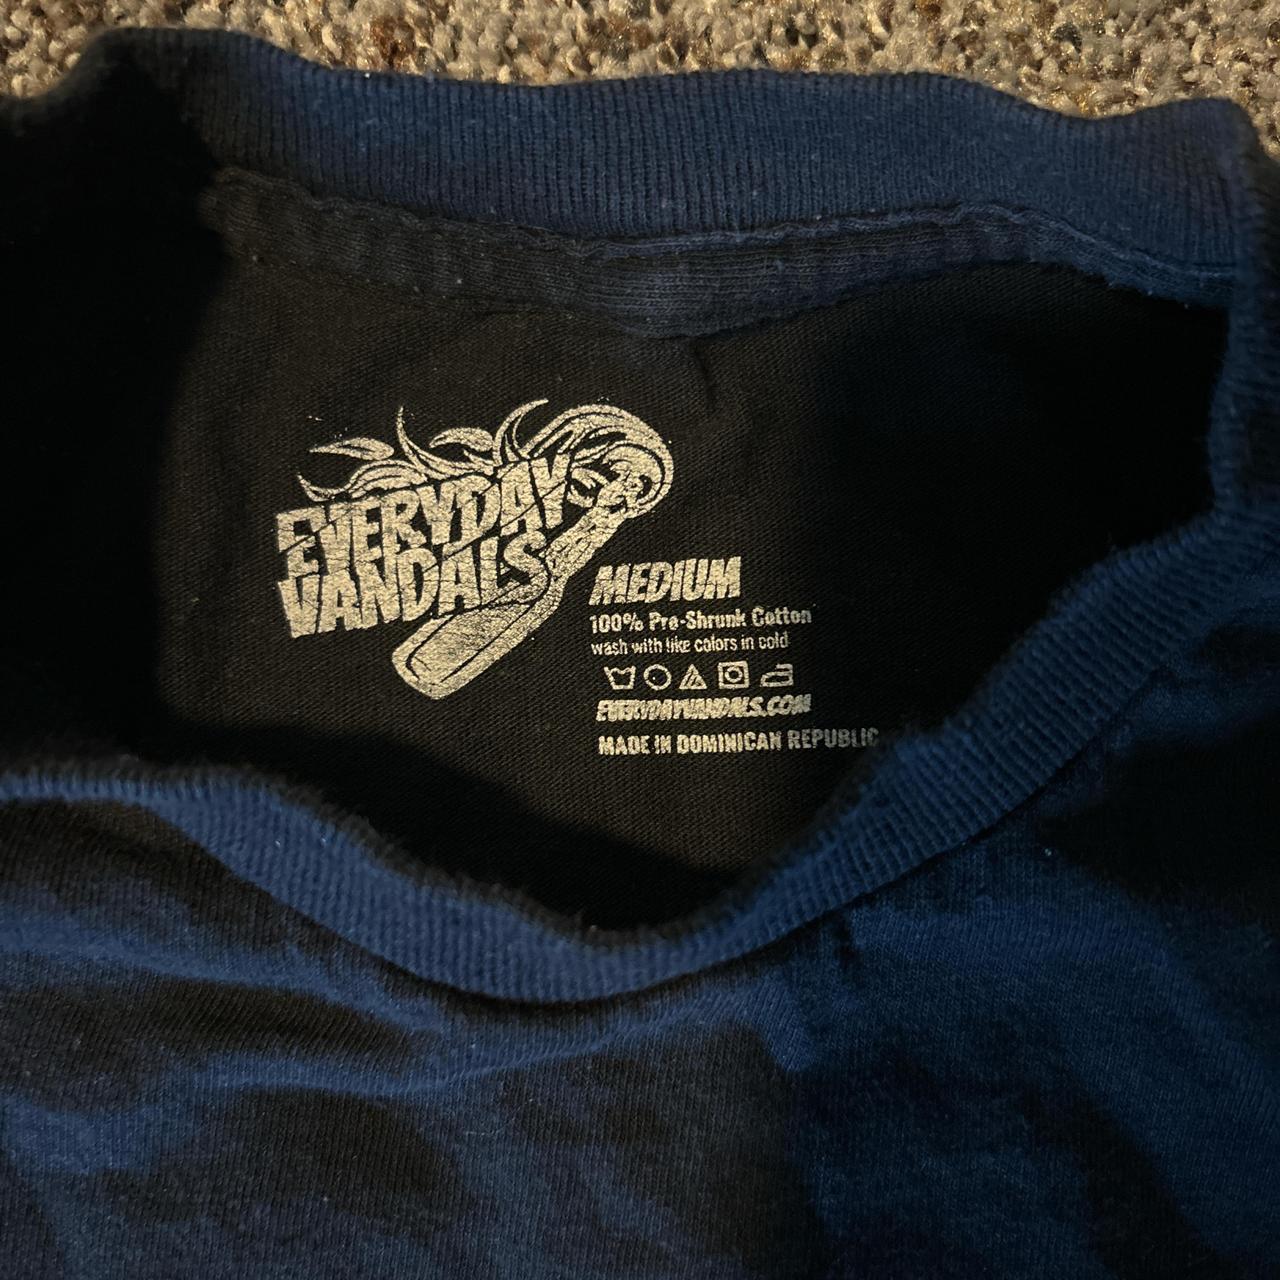 EVERYDAY
VANDALS
MEDIUM
100% Pre-Shrunk Cotton
wash with like colors in cold
EVERYDAYVANDALS.COM
MADE IN DOMINICAN REPUBLIC